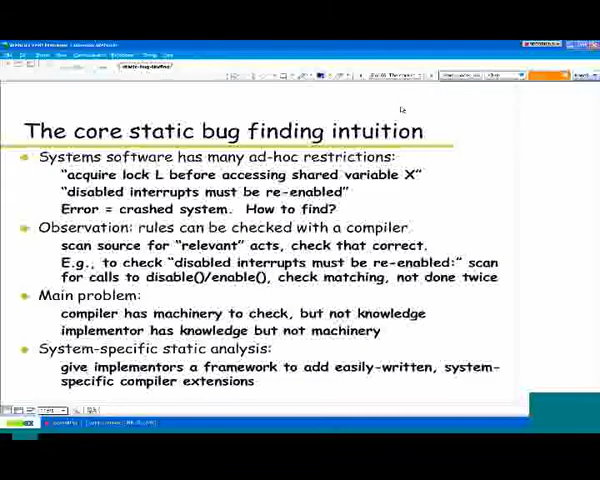 The core static bug finding intuition
Systems software has many ad-hoc restrictions:
"acquire lock L before accessing shared variable X"
"disabled interrupts must be re-enabled"
Error = crashed system. How to find?
Observation: rules can be checked with a compiler
scan source for "relevant" acts, check that correct.
E.g., to check "disabled interrupts must be re-enabled:" scan
for calls to disable()/enable(), check matching, not done twice
Main problem:
compiler has machinery to check, but not knowledge
implementor has knowledge but not machinery
System-specific static analysis:
give implementors a framework to add easily-written, system-
specific compiler extensions